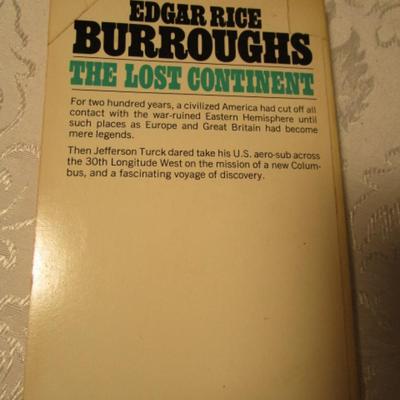 EDGAR RICE
BURROUGHS
THE LOST CONTINENT
For two hundred years, a civilized America had cut off all
contact with the war-ruined Eastern Hemisphere until
such places as Europe and Great Britain had become
mere legends.
Then Jefferson Turck dared take his U.S. aero-sub across
the 30th Longitude West on the mission of a new Colum-
bus, and a fascinating voyage of discovery.